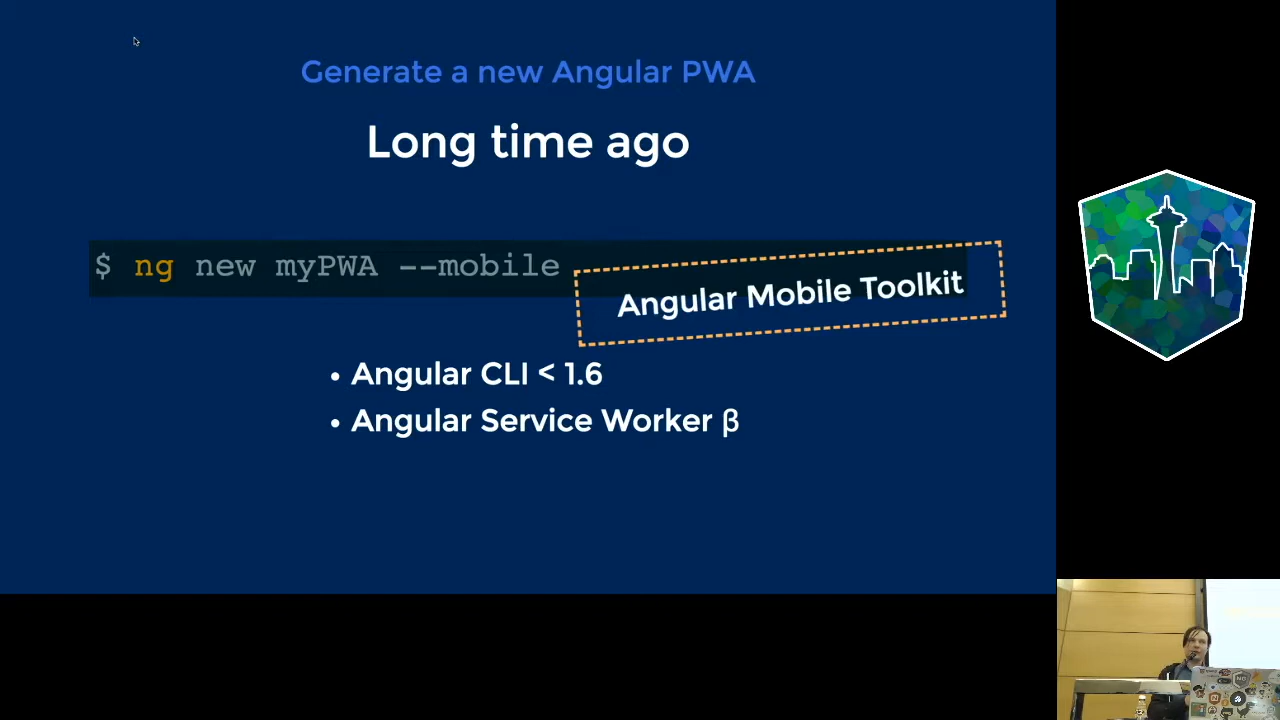 Generate a new Angular PWA
Long time ago
$ ng new myPWA --mobile
Angular Mobile Toolkit
• Angular CLI < 1.6
• Angular Service Worker β